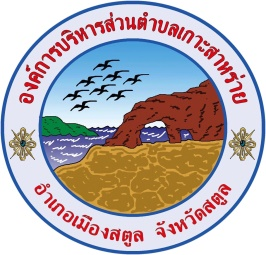 องค์การบริหารส่วนตำบลเกาะสาหร่าย
อำเภอเมืองสตูล จังหวัดสตูล